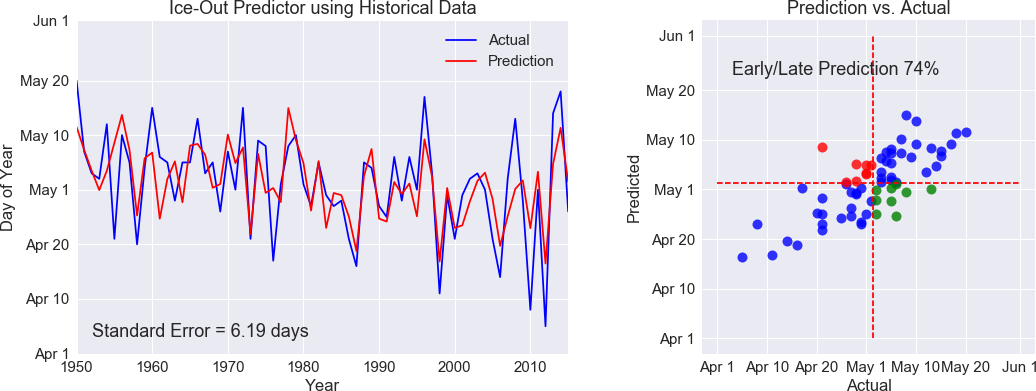 Ice-Out Predictor using Historical Data
Day of Year
Jun 1
May 20
May 10
May 1
Apr 20
Apr 10
Apr 1
Actual
Prediction
Standard Error = 6.19 days
1950 1960 1970 1980 1990 2000 2010
Year
Prediction vs. Actual
Predicted
Jun 1
May 20
May 10
May 1
Apr 20
Apr 10
Apr 1
Early/Late Prediction 74%
Apr 1 Apr 10 Apr 20 May 1 May 10 May 20 Jun 1
Actual